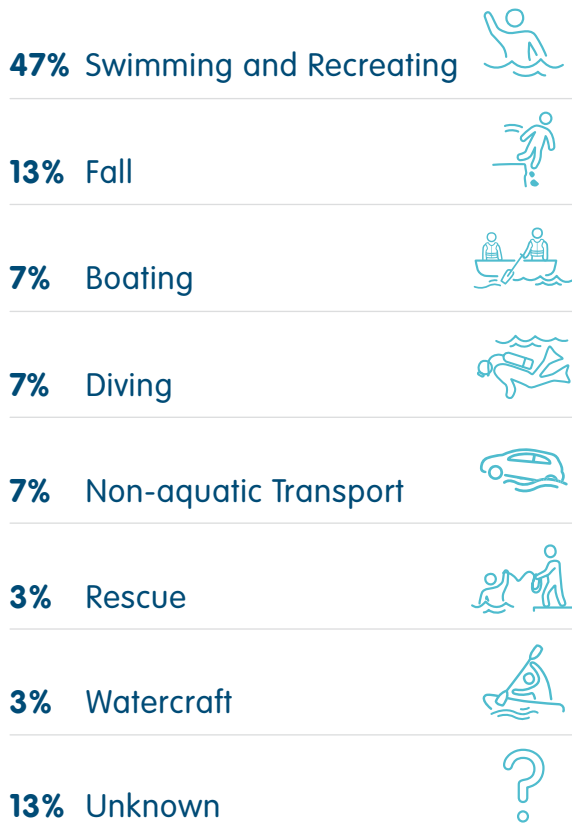 47% Swimming and Recreating
13% Fall
7% Boating
7% Diving
7% Non-aquatic Transport
3% Rescue
3% Watercraft
13% Unknown